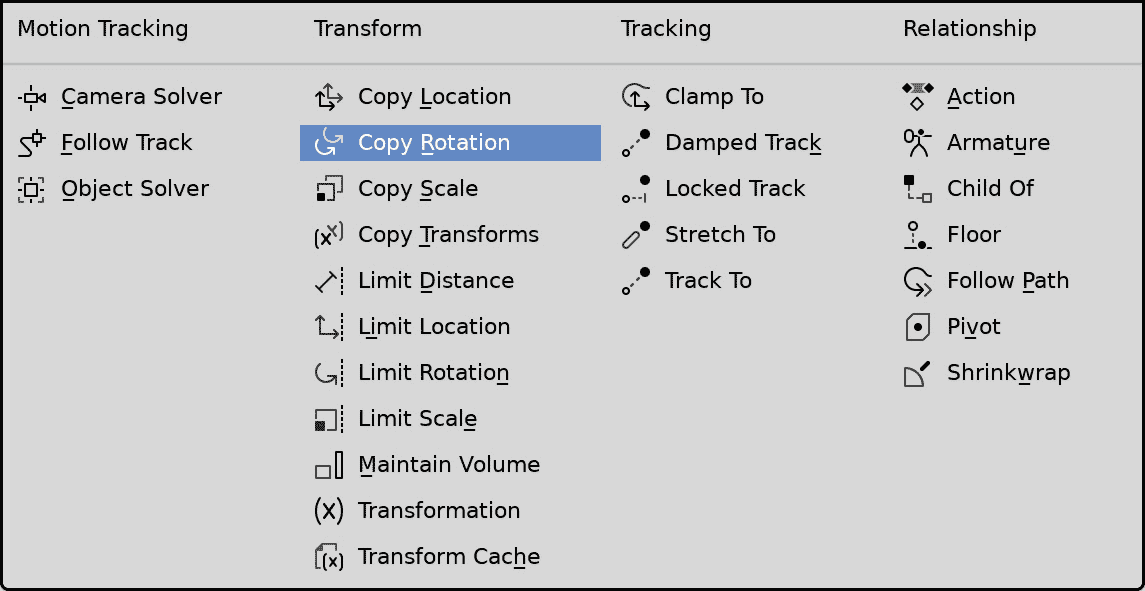 Motion Tracking
Camera Solver
Follow Track
Object Solver
Transform
Copy Location
Copy Rotation
Copy Scale
Copy Transforms
Limit Distance
Limit Location
Limit Rotation
Limit Scale
Maintain Volume
Transformation
Transform Cache
Tracking
Clamp To
Damped Track
Locked Track
Stretch To
Track To
Relationship
Action
Armature
Child Of
Floor
Follow Path
Pivot
Shrinkwrap